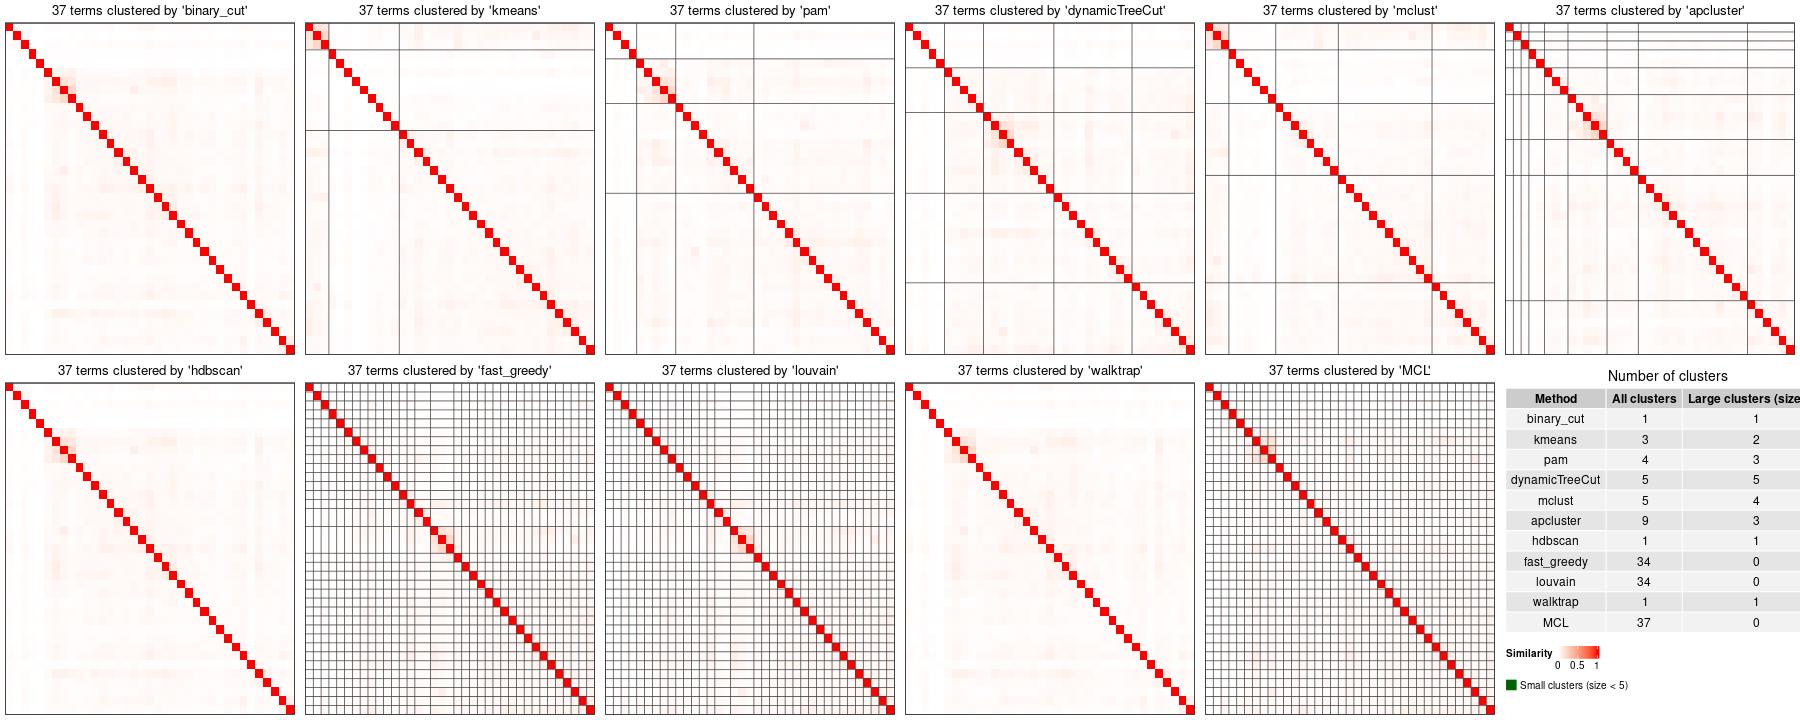 37 terms clustered by 'binary_cut'
37 terms clustered by 'kmeans'
37 terms clustered by 'pam'
37 terms clustered by 'dynamicTreeCut'
37 terms clustered by 'mclust'
37 terms clustered by 'apcluster'
37 terms clustered by 'hdbscan'
37 terms clustered by 'fast_greedy'
37 terms clustered by 'louvain'
37 terms clustered by 'walktrap'
37 terms clustered by 'MCL'
Number of clusters
Method All clusters Large clusters (size
binary_cut 1 1
kmeans 3 2
pam 4 3
dynamicTreeCut 5 5
mclust 5 4
apcluster 9 3
hdbscan 1 1
fast_greedy 34 0
louvain 34 0
walktrap 1 1
MCL 37 0
Similarity
0 0.5 1
Small clusters (size < 5)